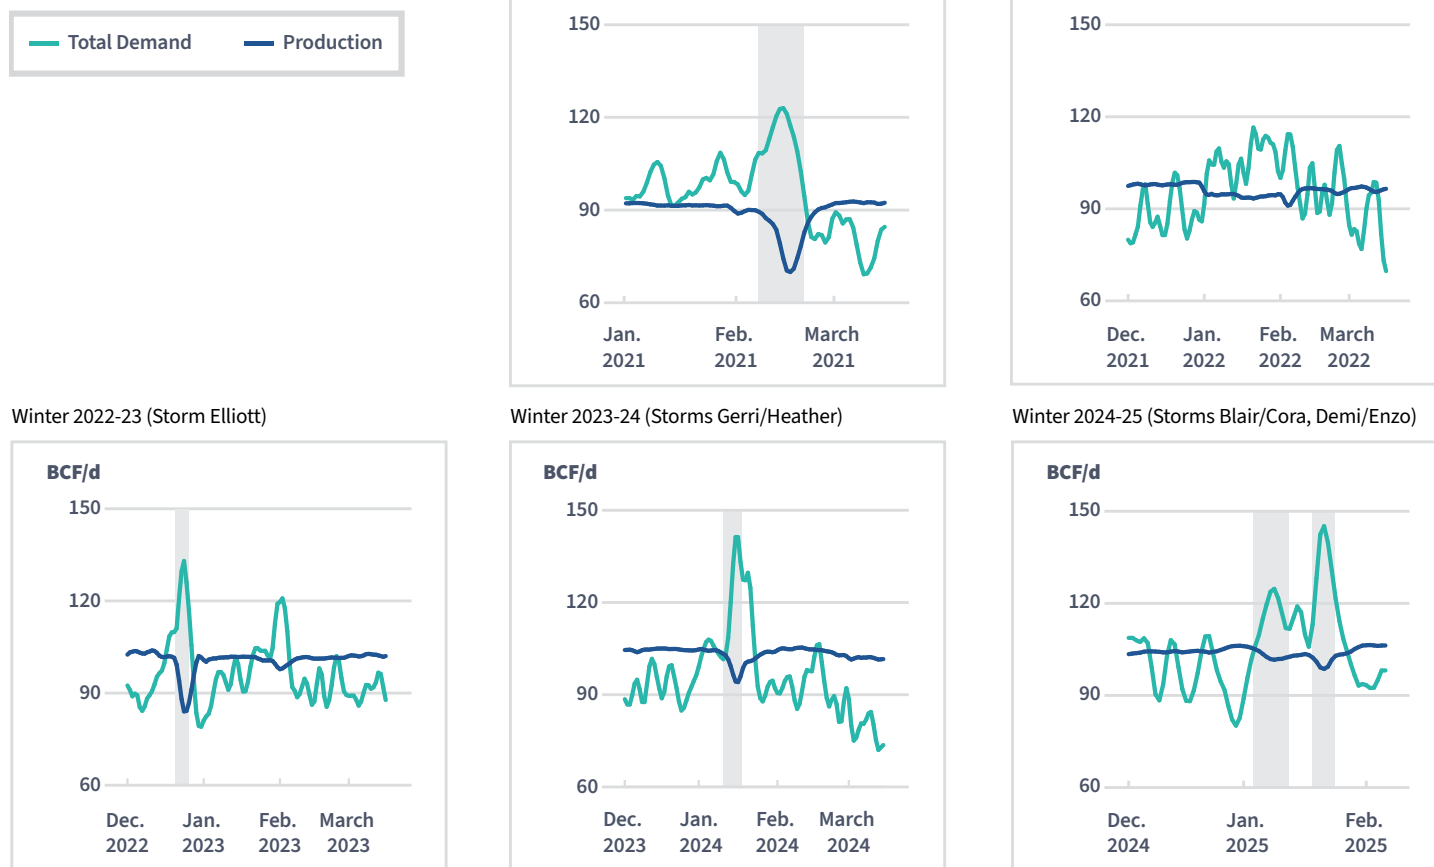 Total Demand Production
150
120
90
60
Jan. Feb. March
2021 2021 2021
150
120
90
60
Dec. Jan. Feb. March
2021 2022 2022 2022
Winter 2022-23 (Storm Elliott)
BCF/d
150
120
90
60
Dec. Jan. Feb. March
2022 2023 2023 2023
Winter 2023-24 (Storms Gerri/Heather)
BCF/d
150
120
90
60
Dec. Jan. Feb. March
2023 2024 2024 2024
Winter 2024-25 (Storms Blair/Cora, Demi/Enzo)
BCF/d
150
120
90
60
Dec. Jan. Feb.
2024 2025 2025